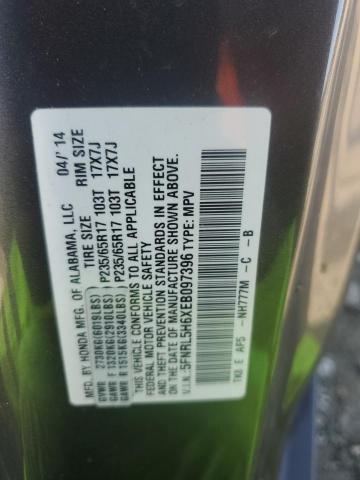 MFD. BY HONDA MFG. OF ALABAMA, LLC 04/'14
TIRE SIZE RIM SIZE
GVWR 2730KG(6019LBS)
GAWR F 1320KG(2910LBS) P235/65R17 103T 17X7J
GAWR R 1515KG(3340LBS) P235/65R17 103T 17X7J
THIS VEHICLE CONFORMS TO ALL APPLICABLE
FEDERAL MOTOR VEHICLE SAFETY
AND THEFT PREVENTION STANDARDS IN EFFECT
ON THE DATE OF MANUFACTURE SHOWN ABOVE.
V.I.N.:5FNRL5H6XEB097396 TYPE: MPV
TK8 E AF5 -NH777M -C -B